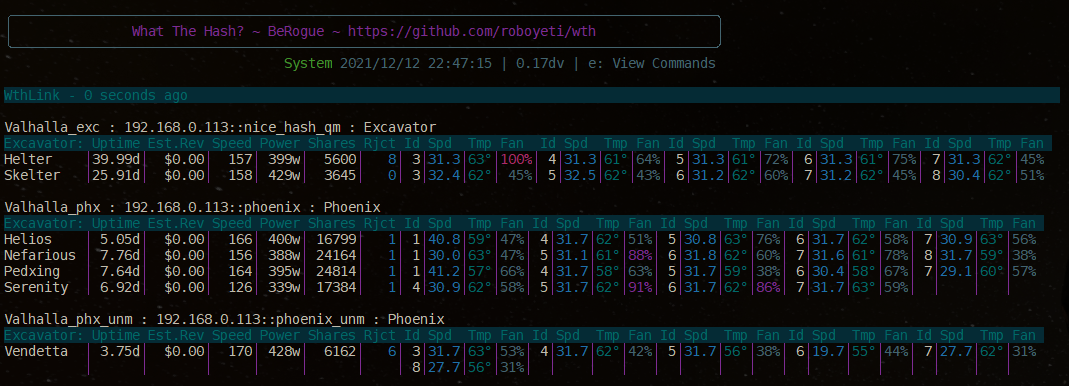 What The Hash? ~ BeRogue ~ https://github.com/roboyeti/wth
System 2021/12/12 22:47:15 | 0.17dv | e: View Commands
WthLink - 0 seconds ago
Valhalla_exc : 192.168.0.113::nice_hash_qm : Excavator
Excavator: Uptime Est.Rev Speed Power Shares Rjct Id Spd Tmp Fan Id Spd Tmp Fan Id Spd Tmp Fan Id Spd Tmp Fan Id Spd Tmp Fan
Helter 39.99d $0.00 157 399w 5600 8 3 31.3 63° 100% 4 31.3 61° 64% 5 31.3 61° 72% 6 31.3 61° 75% 7 31.3 62° 45%
Skelter 25.91d $0.00 158 429w 3645 0 3 32.4 62° 45% 5 32.5 62° 43% 6 31.2 62° 60% 7 31.2 62° 45% 8 30.4 62° 51%
Valhalla_phx : 192.168.0.113::phoenix : Phoenix
Excavator: Uptime Est.Rev Speed Power Shares Rjct Id Spd Tmp Fan Id Spd Tmp Fan Id Spd Tmp Fan Id Spd Tmp Fan Id Spd Tmp Fan
Helios 5.05d $0.00 166 400w 16799 1 1 40.8 59° 47% 4 31.7 62° 51% 5 30.8 63° 76% 6 31.7 62° 58% 7 30.9 63° 56%
Nefarious 7.76d $0.00 156 388w 24164 1 1 30.0 63° 47% 5 31.1 61° 88% 6 31.8 62° 60% 7 31.6 61° 78% 8 31.7 59° 38%
Pedxing 7.64d $0.00 164 395w 24814 1 1 41.2 57° 66% 4 31.7 58° 63% 5 31.7 59° 38% 6 30.4 58° 67% 7 29.1 60° 57%
Serenity 6.92d $0.00 126 339w 17384 1 4 30.9 62° 58% 5 31.7 62° 91% 6 31.7 62° 86% 7 31.7 63° 59%
Valhalla_phx_unm : 192.168.0.113::phoenix_unm : Phoenix
Excavator: Uptime Est.Rev Speed Power Shares Rjct Id Spd Tmp Fan Id Spd Tmp Fan Id Spd Tmp Fan Id Spd Tmp Fan Id Spd Tmp Fan
Vendetta 3.75d $0.00 170 428w 6162 6 3 31.7 63° 53% 4 31.7 62° 42% 5 31.7 56° 38% 6 19.7 55° 44% 7 27.7 62° 31%
8 27.7 56° 31%